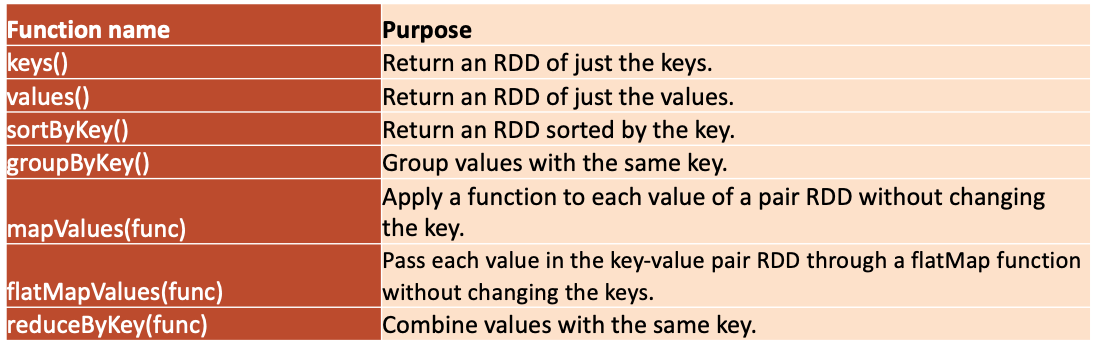 Function name Purpose
keys() Return an RDD of just the keys.
values() Return an RDD of just the values.
sortByKey() Return an RDD sorted by the key.
groupByKey() Group values with the same key.
Apply a function to each value of a pair RDD without changing
mapValues(func) the key.
Pass each value in the key-value pair RDD through a flatMap function
flatMapValues(func) without changing the keys.
reduceByKey(func) Combine values with the same key.